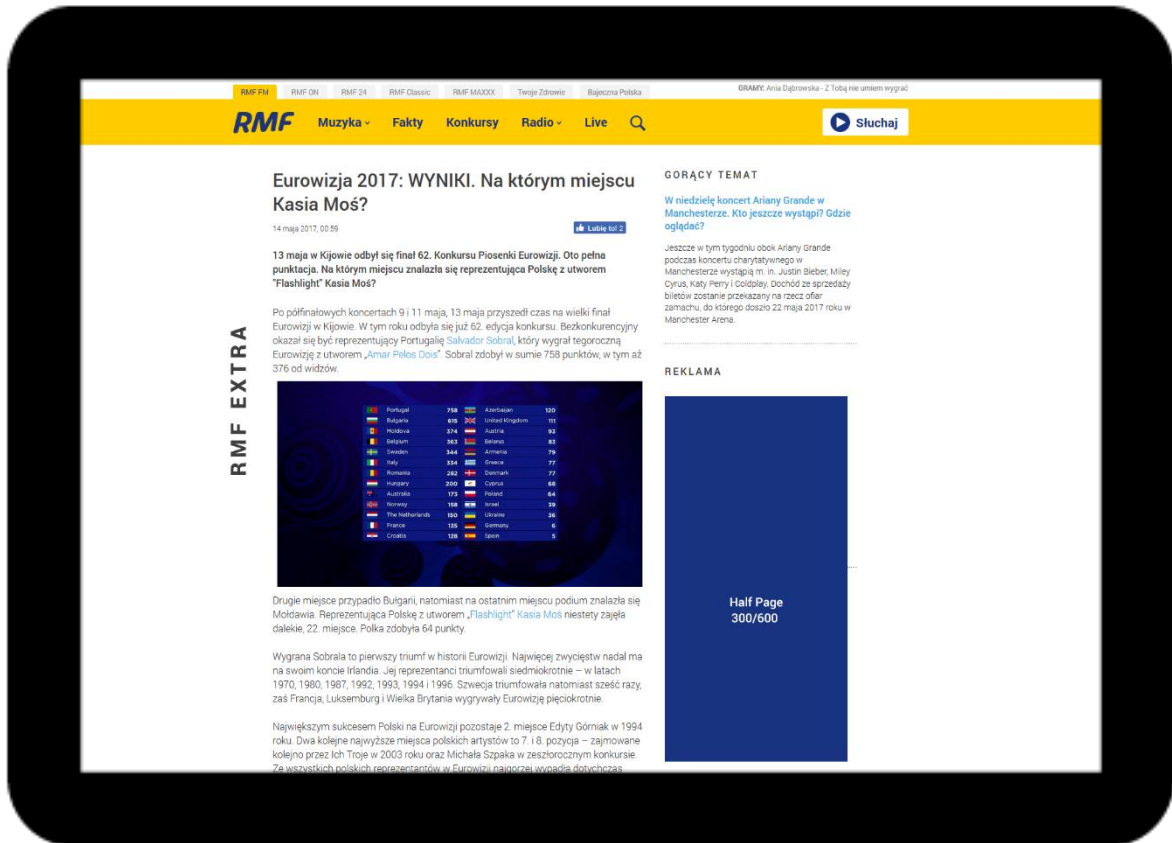 RMF FM RMF ON RMF 24 RMF Classic RMF MAXXX Twoje Zdrowie Bajeczna Polska
GRAMY: Ania Dąbrowska - Z Tobą nie umiem wygrać
RMF Muzyka Fakty Konkursy Radio Live Słuchaj
RMF EXTRA
Eurowizja 2017: WYNIKI. Na którym miejscu
Kasia Moś?
14 maja 2017, 00:59
Lubię to! 2
13 maja w Kijowie odbył się finał 62. Konkursu Piosenki Eurowizji. Oto pełna
punktacja. Na którym miejscu znalazła się reprezentująca Polskę z utworem
"Flashlight" Kasia Moś?
Po półfinałowych koncertach 9 i 11 maja, 13 maja przyszedł czas na wielki finał
Eurowizji w Kijowie. W tym roku odbyła się już 62. edycja konkursu. Bezkonkurencyjny
okazał się być reprezentujący Portugalię Salvador Sobral, który wygrał tegoroczną
Eurowizję z utworem „Amar Pelos Dois". Sobral zdobył w sumie 758 punktów, w tym aż
376 od widzów.
Portugal 758 Azerbaijan 120
Bulgaria 615 United Kingdom 111
Moldova 374 Austria 93
Belgium 363 Belarus 83
Sweden 344 Armenia 79
Italy 334 Greece 77
Romania 282 Denmark 77
Hungary 200 Cyprus 68
Australia 173 Poland 64
Norway 158 Israel 39
The Netherlands 150 Ukraine 36
France 135 Germany 6
Croatia 128 Spain 5
Drugie miejsce przypadło Bułgarii, natomiast na ostatnim miejscu podium znalazła się
Mołdawia. Reprezentująca Polskę z utworem „Flashlight" Kasia Moś niestety zajęła
dalekie, 22. miejsce. Polka zdobyła 64 punkty.
Wygrana Sobrala to pierwszy triumf w historii Eurowizji. Najwięcej zwycięstw nadal ma
na swoim koncie Irlandia. Jej reprezentanci triumfowali siedmiokrotnie – w latach
1970, 1980, 1987, 1992, 1993, 1994 i 1996. Szwecja triumfowała natomiast sześć razy,
zaś Francja, Luksemburg i Wielka Brytania wygrywały Eurowizję pięciokrotnie.
Największym sukcesem Polski na Eurowizji pozostaje 2. miejsce Edyty Górniak w 1994
roku. Dwa kolejne najwyższe miejsca polskich artystów to 7. i 8. pozycja – zajmowane
kolejno przez Ich Troje w 2003 roku oraz Michała Szpaka w zeszłorocznym konkursie.
Ze wszystkich polskich reprezentantów w Eurowizji najgorzej wypadła dotychczas
GORĄCY TEMAT
W niedzielę koncert Ariany Grande w
Manchesterze. Kto jeszcze wystąpi? Gdzie
oglądać?
Jeszcze w tym tygodniu obok Ariany Grande
podczas koncertu charytatywnego w
Manchesterze wystąpią m. in. Justin Bieber, Miley
Cyrus, Katy Perry i Coldplay. Dochód ze sprzedaży
biletów zostanie przekazany na rzecz ofiar
zamachu, do którego doszło 22 maja 2017 roku w
Manchester Arena.
REKLAMA
Half Page
300/600